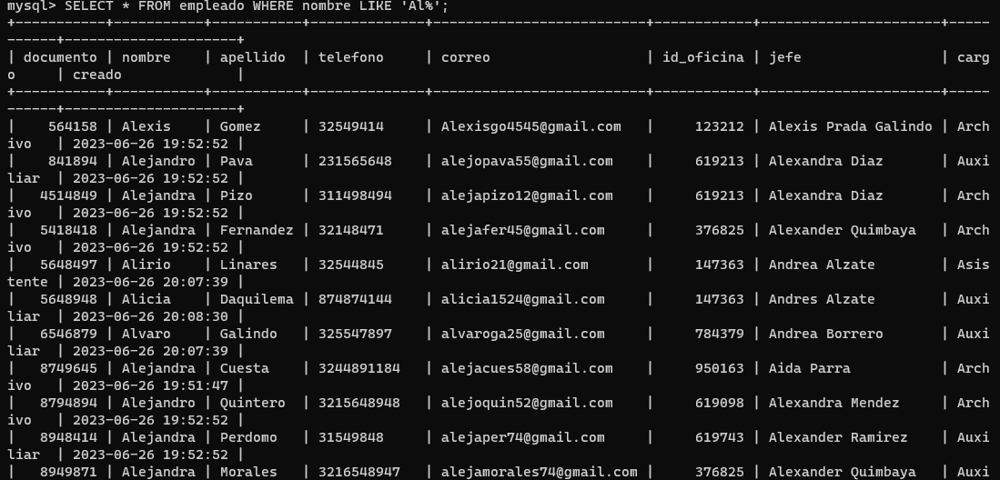 mysql> SELECT * FROM empleado WHERE nombre LIKE 'Al%';
+-----------+-----------+-----------+--------------+--------------------------+------------+----------------------+-----
------+---------------------+
| documento | nombre    | apellido  | telefono     | correo                   | id_oficina | jefe                 | carg
o     | creado              |
+-----------+-----------+-----------+--------------+--------------------------+------------+----------------------+-----
------+---------------------+
|    564158 | Alexis    | Gomez     | 32549414     | Alexisgo4545@gmail.com   |     123212 | Alexis Prada Galindo | Arch
ivo   | 2023-06-26 19:52:52 |
|    841894 | Alejandro | Pava      | 231565648    | alejopava55@gmail.com    |     619213 | Alexandra Diaz       | Auxi
liar  | 2023-06-26 19:52:52 |
|   4514849 | Alejandra | Pizo      | 311498494    | alejapizo12@gmail.com    |     619213 | Alexandra Diaz       | Arch
ivo   | 2023-06-26 19:52:52 |
|   5418418 | Alejandra | Fernandez | 32148471     | alejafer45@gmail.com     |     376825 | Alexander Quimbaya   | Arch
ivo   | 2023-06-26 19:52:52 |
|   5648497 | Alirio    | Linares   | 32544845     | alirio21@gmail.com       |     147363 | Andrea Alzate        | Asis
tente | 2023-06-26 20:07:39 |
|   5648948 | Alicia    | Daquilema | 874874144    | alicia1524@gmail.com     |     147363 | Andres Alzate        | Auxi
liar  | 2023-06-26 20:08:30 |
|   6546879 | Alvaro    | Galindo   | 325547897    | alvaroga25@gmail.com     |     784379 | Andrea Borrero       | Auxi
liar  | 2023-06-26 20:07:39 |
|   8749645 | Alejandra | Cuesta    | 3244891184   | alejacues58@gmail.com    |     950163 | Aida Parra           | Arch
ivo   | 2023-06-26 19:51:47 |
|   8794894 | Alejandro | Quintero  | 3215648948   | alejoquin52@gmail.com    |     619098 | Alexandra Mendez     | Arch
ivo   | 2023-06-26 19:52:52 |
|   8948414 | Alejandra | Perdomo   | 31549848     | alejaper74@gmail.com     |     619743 | Alexander Ramirez    | Auxi
liar  | 2023-06-26 19:52:52 |
|   8949871 | Alejandra | Morales   | 3216548947   | alejamorales74@gmail.com |     376825 | Alexander Quimbaya   | Auxi